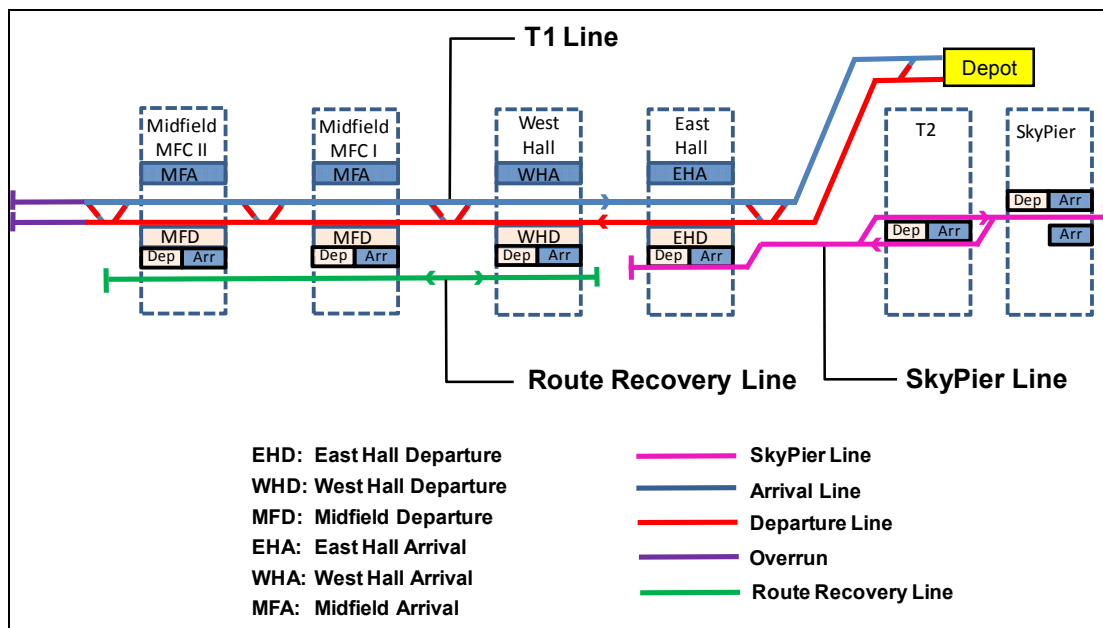 T1 Line
Depot
Midfield
MFC II
Midfield
MFC I
West
Hall
East
Hall
T2
SkyPier
MFA
MFA
WHA
EHA
Dep
Arr
Arr
MFD
MFD
WHD
EHD
Dep
Arr
Dep
Arr
Dep
Arr
Dep
Arr
Dep
Arr
Route Recovery Line
SkyPier Line
EHD: East Hall Departure
WHD: West Hall Departure
MFD: Midfield Departure
EHA: East Hall Arrival
WHA: West Hall Arrival
MFA: Midfield Arrival
SkyPier Line
Arrival Line
Departure Line
Overrun
Route Recovery Line